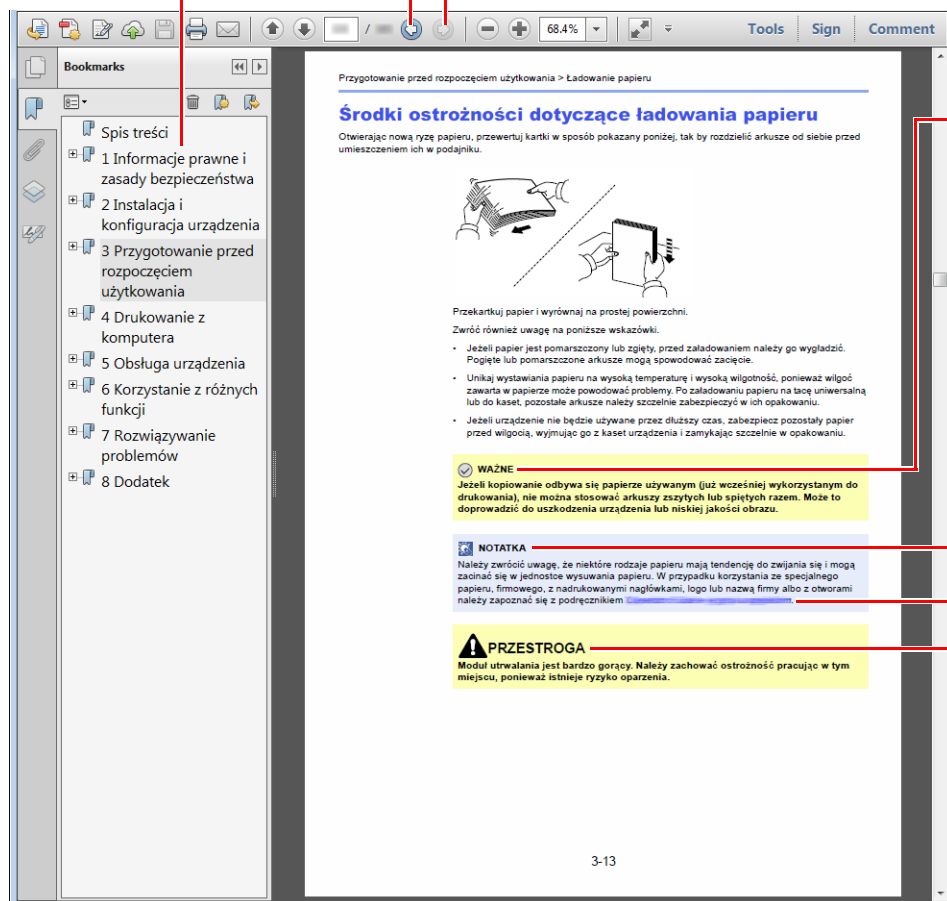 / 68.4% Tools Sign Comment
Bookmarks
Spis treści
1 Informacje prawne i
zasady bezpieczeństwa
2 Instalacja i
konfiguracja urządzenia
3 Przygotowanie przed
rozpoczęciem
użytkowania
4 Drukowanie z
komputera
5 Obsługa urządzenia
6 Korzystanie z różnych
funkcji
7 Rozwiązywanie
problemów
8 Dodatek
Przygotowanie przed rozpoczęciem użytkowania > Ładowanie papieru
Środki ostrożności dotyczące ładowania papieru
Otwierając nową ryzę papieru, przewertuj kartki w sposób pokazany poniżej, tak by rozdzielić arkusze od siebie przed
umieszczeniem ich w podajniku.
Przekartkuj papier i wyrównaj na prostej powierzchni.
Zwróć również uwagę na poniższe wskazówki.
• Jeżeli papier jest pomarszczony lub zgięty, przed załadowaniem należy go wygładzić.
Pogięte lub pomarszczone arkusze mogą spowodować zacięcie.
• Unikaj wystawiania papieru na wysoką temperaturę i wysoką wilgotność, ponieważ wilgoć
zawarta w papierze może powodować problemy. Po załadowaniu papieru na tacę uniwersalną
lub do kaset, pozostałe arkusze należy szczelnie zabezpieczyć w ich opakowaniu.
• Jeżeli urządzenie nie będzie używane przez dłuższy czas, zabezpiecz pozostały papier
przed wilgocią, wyjmując go z kaset urządzenia i zamykając szczelnie w opakowaniu.
WAŻNE
Jeżeli kopiowanie odbywa się papierze używanym (już wcześniej wykorzystanym do
drukowania), nie można stosować arkuszy zszytych lub spiętych razem. Może to
doprowadzić do uszkodzenia urządzenia lub niskiej jakości obrazu.
NOTATKA
Należy zwrócić uwagę, że niektóre rodzaje papieru mają tendencję do zwijania się i mogą
zacinać się w jednostce wysuwania papieru. W przypadku korzystania ze specjalnego
papieru, firmowego, z nadrukowanymi nagłówkami, logo lub nazwą firmy albo z otworami
należy zapoznać się z podręcznikiem
PRZESTROGA
Moduł utrwalania jest bardzo gorący. Należy zachować ostrożność pracując w tym
miejscu, ponieważ istnieje ryzyko oparzenia.
3-13